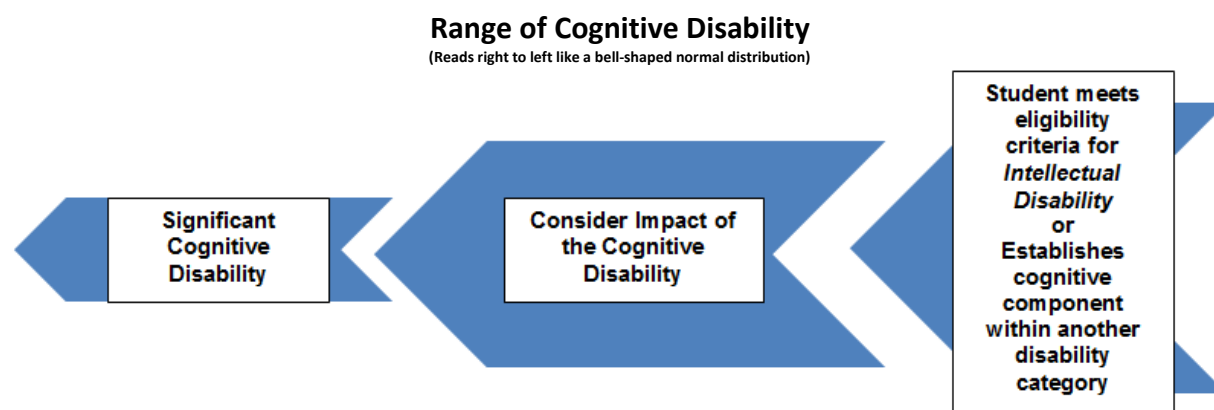 Range of Cognitive Disability
(Reads right to left like a bell-shaped normal distribution)
Significant
Cognitive
Disability
Consider Impact of
the Cognitive
Disability
Student meets
eligibility
criteria for
Intellectual
Disability
or
Establishes
cognitive
component
within another
disability
category